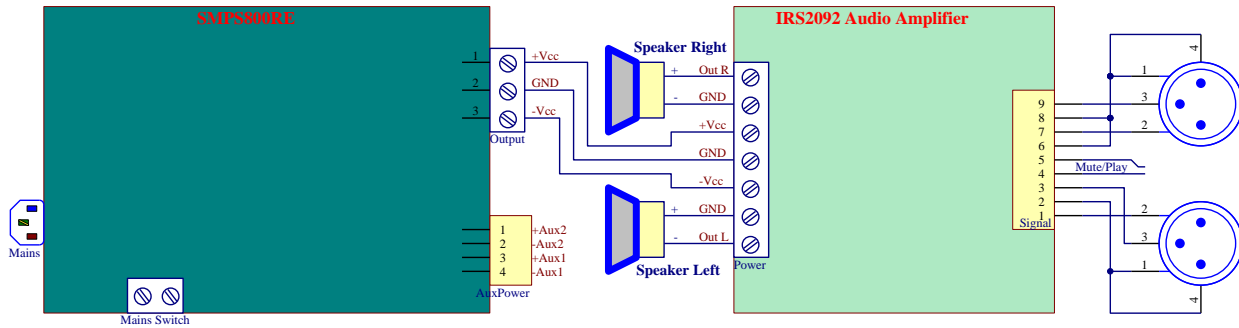 SMPS800RE
IRS2092 Audio Amplifier
1
+Vcc
2
GND
3
-Vcc
Output
Speaker Right
+
Out R
-
GND
+Vcc
GND
-Vcc
+
GND
-
Out L
Speaker Left
Power
Mains
Mains Switch
1
+Aux2
2
-Aux2
3
+Aux1
4
-Aux1
AuxPower
9
8
7
6
5
4
3
2
1
Signal
Mute/Play
4
1
3
2
2
3
1
4